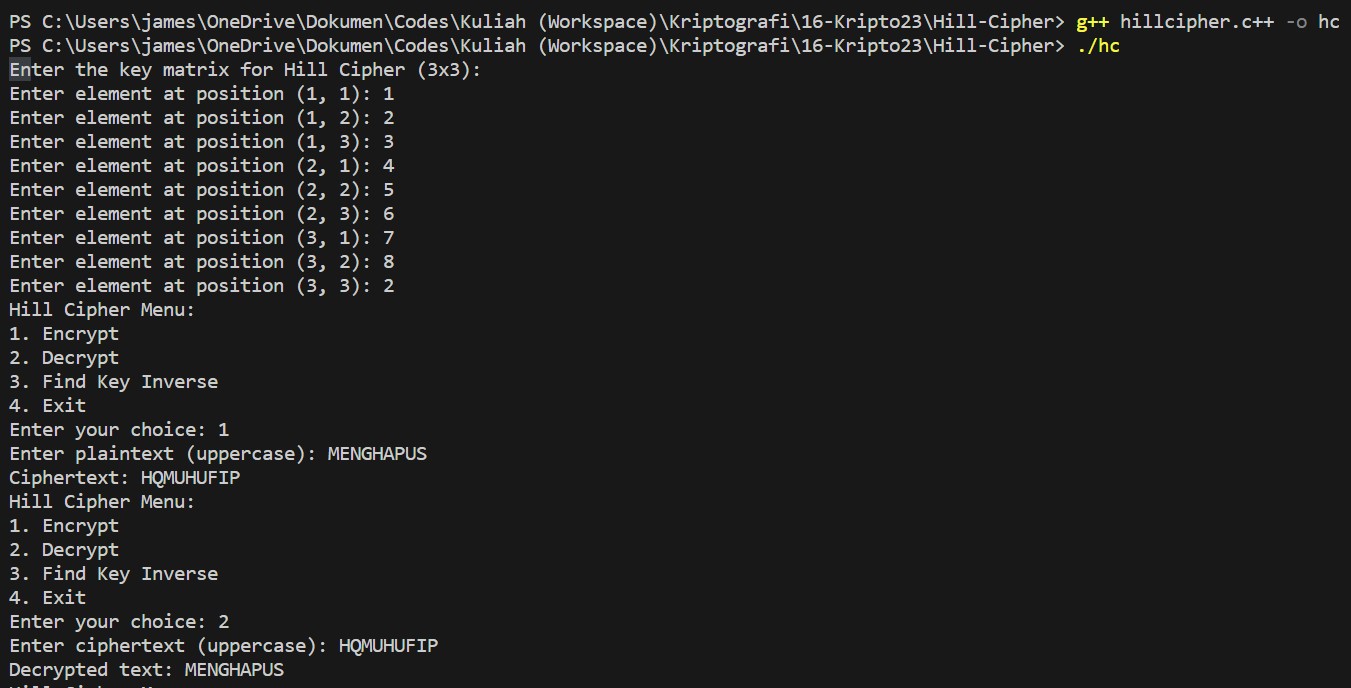 PS C:\Users\james\OneDrive\Dokumen\Codes\Kuliah (Workspace)\Kriptografi\16-Kripto23\Hill-Cipher> g++ hillcipher.c++ -o hc
PS C:\Users\james\OneDrive\Dokumen\Codes\Kuliah (Workspace)\Kriptografi\16-Kripto23\Hill-Cipher> ./hc
Enter the key matrix for Hill Cipher (3x3):
Enter element at position (1, 1): 1
Enter element at position (1, 2): 2
Enter element at position (1, 3): 3
Enter element at position (2, 1): 4
Enter element at position (2, 2): 5
Enter element at position (2, 3): 6
Enter element at position (3, 1): 7
Enter element at position (3, 2): 8
Enter element at position (3, 3): 2
Hill Cipher Menu:
1. Encrypt
2. Decrypt
3. Find Key Inverse
4. Exit
Enter your choice: 1
Enter plaintext (uppercase): MENGHAPUS
Ciphertext: HQMUHUFIP
Hill Cipher Menu:
1. Encrypt
2. Decrypt
3. Find Key Inverse
4. Exit
Enter your choice: 2
Enter ciphertext (uppercase): HQMUHUFIP
Decrypted text: MENGHAPUS